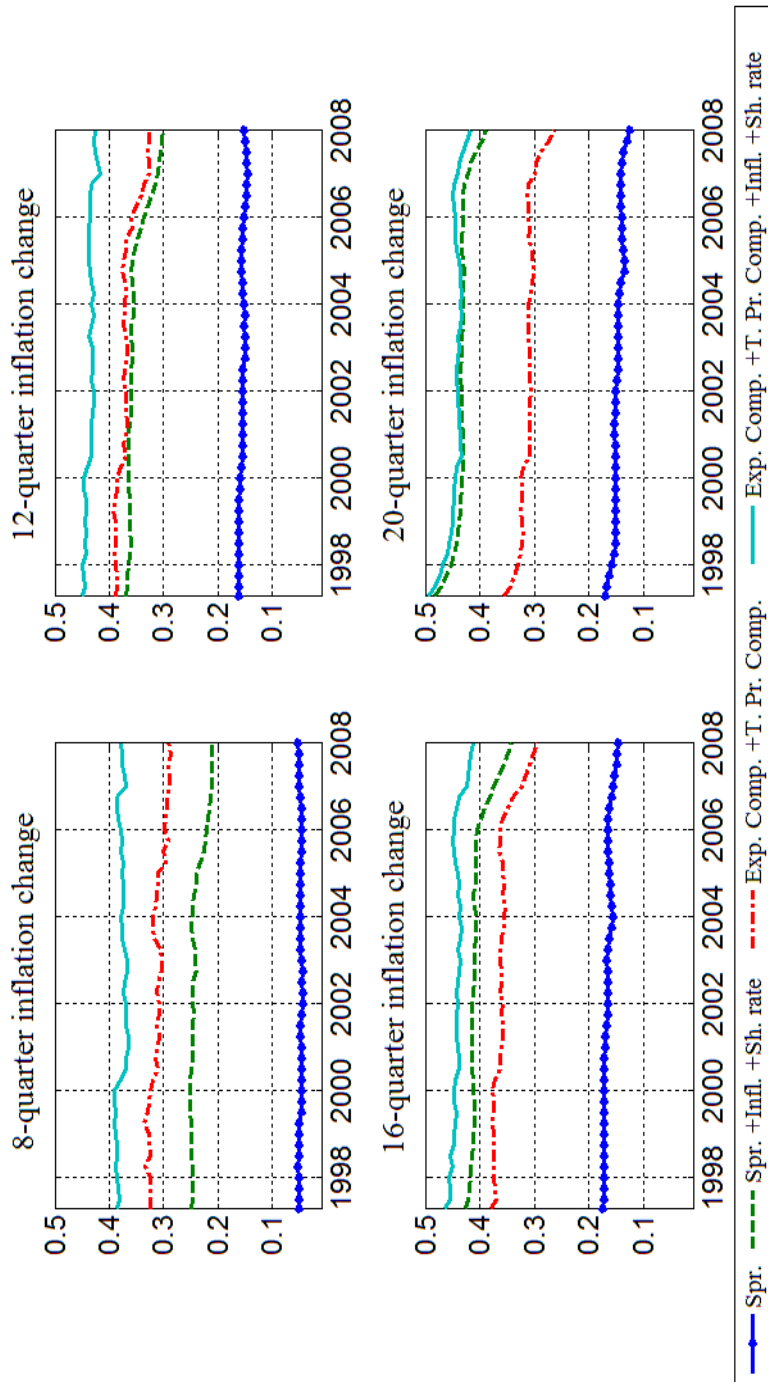 8-quarter inflation change
0.5
0.4
0.3
0.2
0.1
1998 2000 2002 2004 2006 2008
12-quarter inflation change
0.5
0.4
0.3
0.2
0.1
1998 2000 2002 2004 2006 2008
16-quarter inflation change
0.5
0.4
0.3
0.2
0.1
1998 2000 2002 2004 2006 2008
20-quarter inflation change
0.5
0.4
0.3
0.2
0.1
1998 2000 2002 2004 2006 2008
Spr. Spr. +Infl. +Sh. rate Exp. Comp. +T. Pr. Comp. Exp. Comp. +T. Pr. Comp. +Infl. +Sh. rate